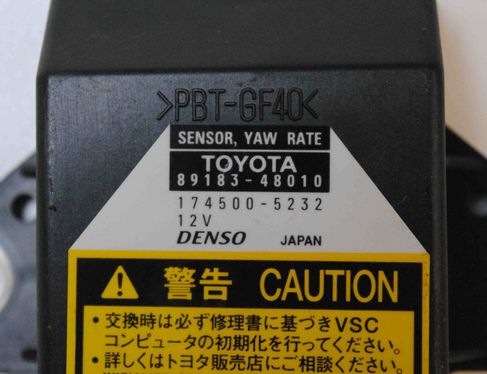 >PBT-GF40<
SENSOR, YAW RATE
TOYOTA
89183-48010
174500-5232
12V
DENSO JAPAN
警告 CAUTION
•交換時は必ず修理書に基づきVSC
コンピュータの初期化を行ってください。
•詳しくはトヨタ販売店にご相談ください。